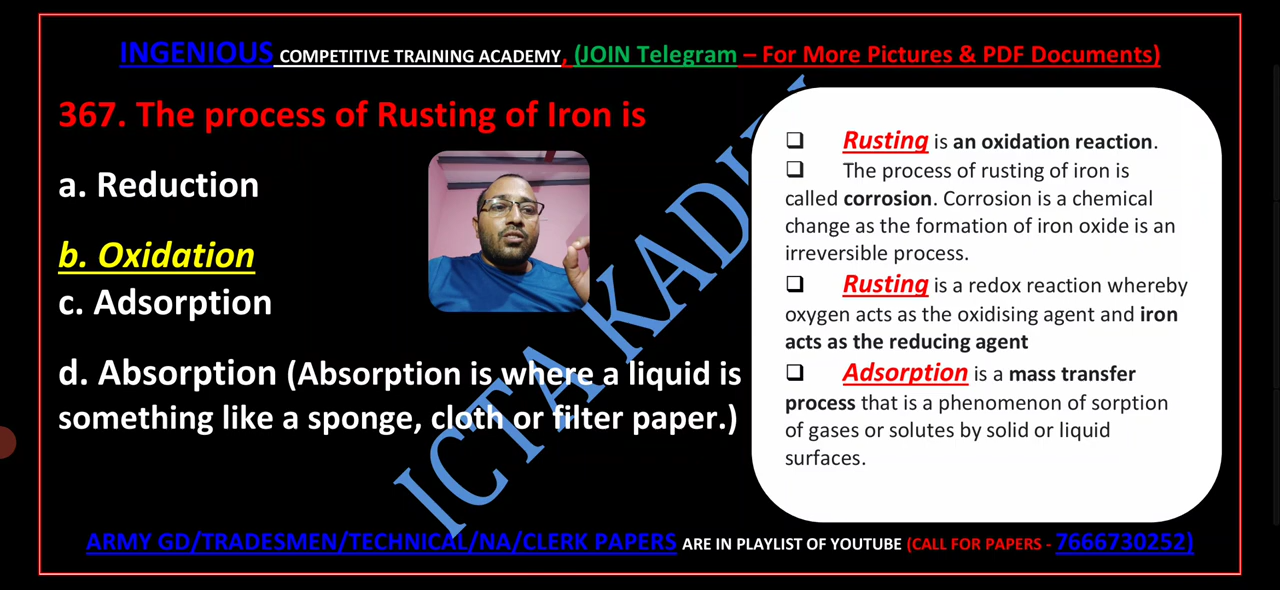 INGENIOUS COMPETITIVE TRAINING ACADEMY, (JOIN Telegram – For More Pictures & PDF Documents)
367. The process of Rusting of Iron is
a. Reduction
b. Oxidation
c. Adsorption
d. Absorption (Absorption is where a liquid is
something like a sponge, cloth or filter paper.)
❑ Rusting is an oxidation reaction.
❑ The process of rusting of iron is
called corrosion. Corrosion is a chemical
change as the formation of iron oxide is an
irreversible process.
❑ Rusting is a redox reaction whereby
oxygen acts as the oxidising agent and iron
acts as the reducing agent
❑ Adsorption is a mass transfer
process that is a phenomenon of sorption
of gases or solutes by solid or liquid
surfaces.
ICTA KADI
ARMY GD/TRADESMEN/TECHNICAL/NA/CLERK PAPERS ARE IN PLAYLIST OF YOUTUBE (CALL FOR PAPERS - 7666730252)